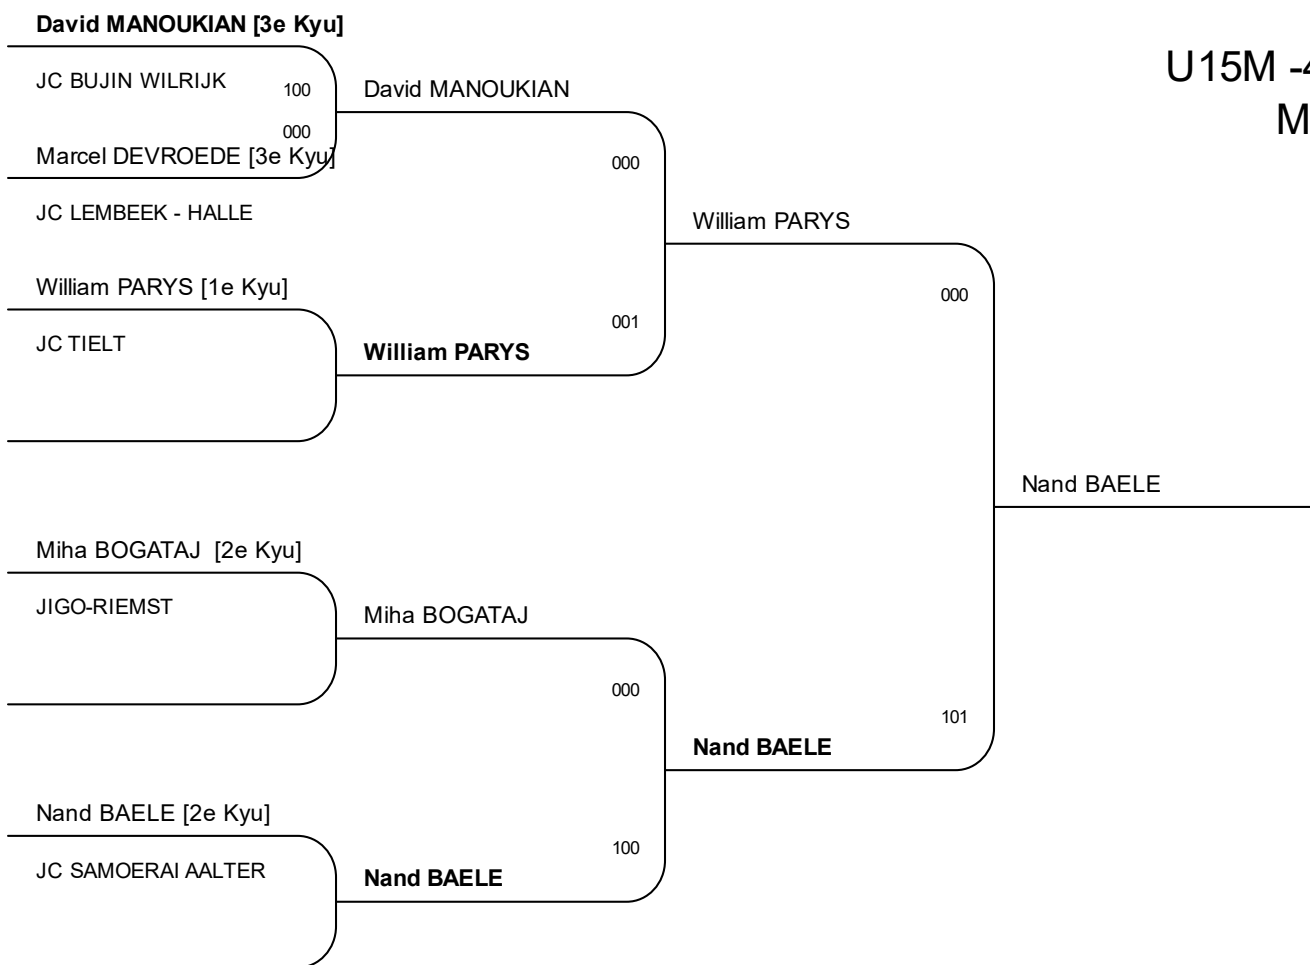 David MANOUKIAN [3e Kyu]
U15M -4
M
JC BUJIN WILRIJK
100
David MANOUKIAN
000
Marcel DEVROEDE [3e Kyu]
000
JC LEMBEEK - HALLE
William PARYS
William PARYS [1e Kyu]
000
001
JC TIELT
William PARYS
Nand BAELE
Miha BOGATAJ [2e Kyu]
JIGO-RIEMST
Miha BOGATAJ
000
101
Nand BAELE
Nand BAELE [2e Kyu]
100
JC SAMOERAI AALTER
Nand BAELE